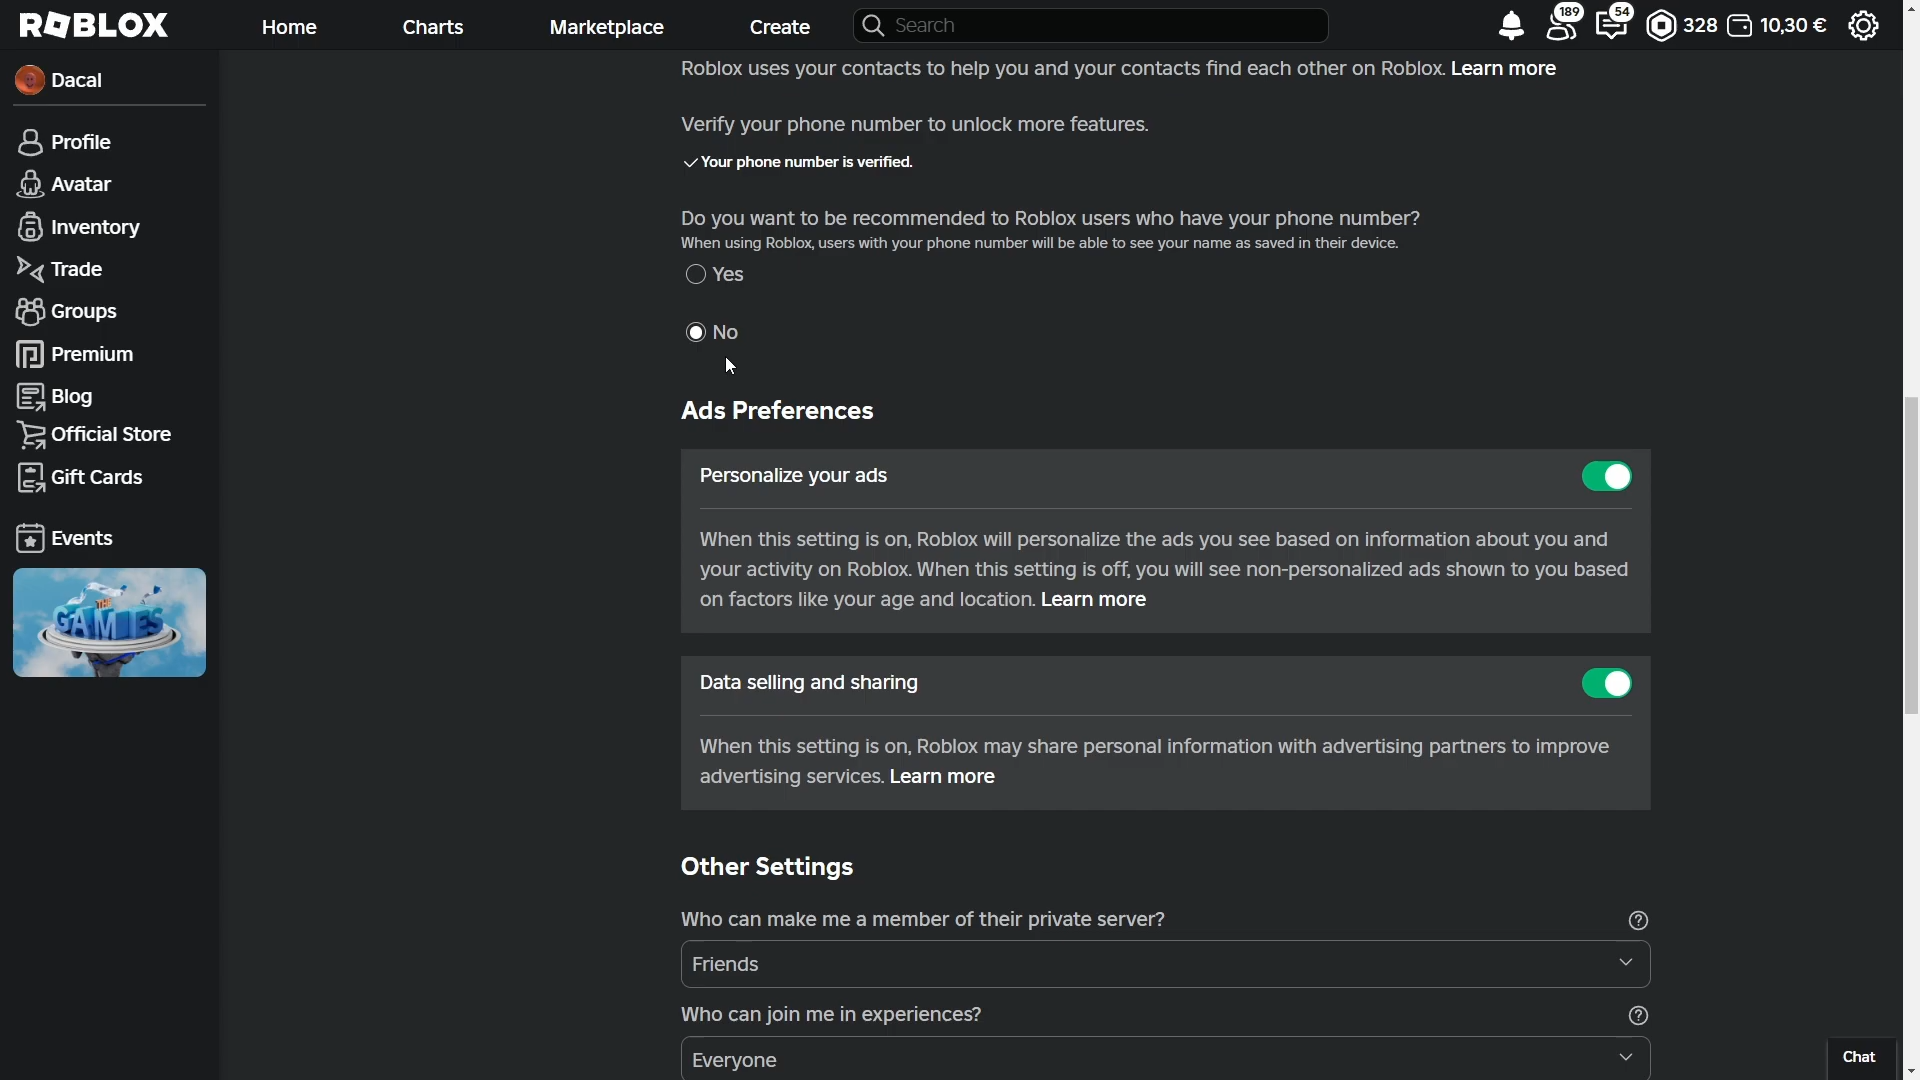 ROBLOX
Home
Charts
Marketplace
Create
Search
189
54
328
10,30 €
Dacal
Profile
Avatar
Inventory
Trade
Groups
Premium
Blog
Official Store
Gift Cards
Events
THE
GAMES
Roblox uses your contacts to help you and your contacts find each other on Roblox. Learn more
Verify your phone number to unlock more features.
Your phone number is verified.
Do you want to be recommended to Roblox users who have your phone number?
When using Roblox, users with your phone number will be able to see your name as saved in their device.
Yes
No
Ads Preferences
Personalize your ads
When this setting is on, Roblox will personalize the ads you see based on information about you and
your activity on Roblox. When this setting is off, you will see non-personalized ads shown to you based
on factors like your age and location. Learn more
Data selling and sharing
When this setting is on, Roblox may share personal information with advertising partners to improve
advertising services. Learn more
Other Settings
Who can make me a member of their private server?
Friends
Who can join me in experiences?
Everyone
Chat